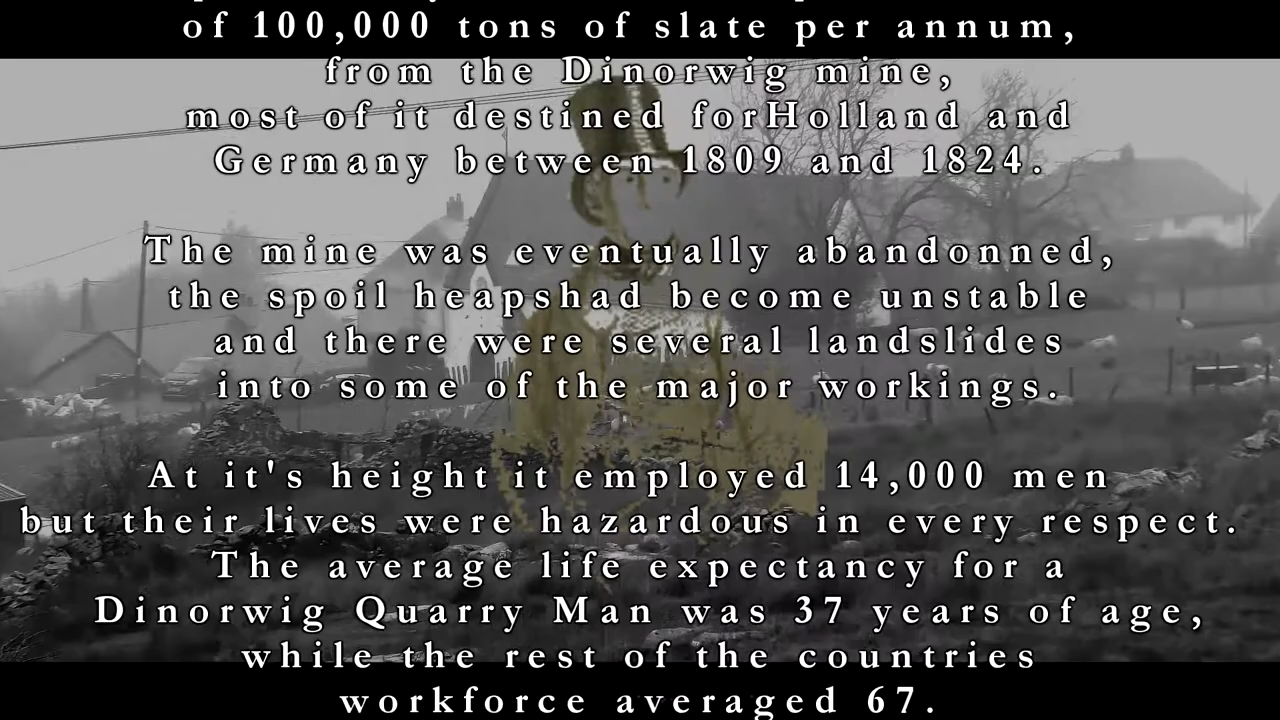 of 100,000 tons of slate per annum,
from the Dinorwig mine,
most of it destined forHolland and
Germany between 1809 and 1824.
The mine was eventually abandonned,
the spoil heapshad become unstable
and there were several landslides
into some of the major workings.
At it's height it employed 14,000 men
but their lives were hazardous in every respect.
The average life expectancy for a
Dinorwig Quarry Man was 37 years of age,
while the rest of the countries
workforce averaged 67.